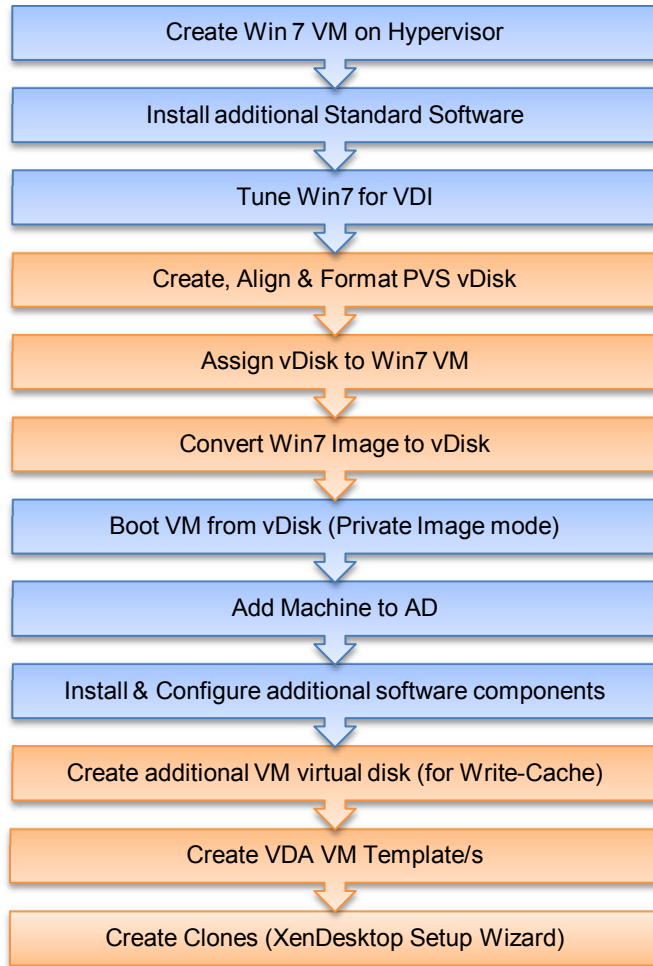 Create Win 7 VM on Hypervisor
Install additional Standard Software
Tune Win7 for VDI
Create, Align & Format PVS vDisk
Assign vDisk to Win7 VM
Convert Win7 Image to vDisk
Boot VM from vDisk (Private Image mode)
Add Machine to AD
Install & Configure additional software components
Create additional VM virtual disk (for Write-Cache)
Create VDA VM Template/s
Create Clones (XenDesktop Setup Wizard)